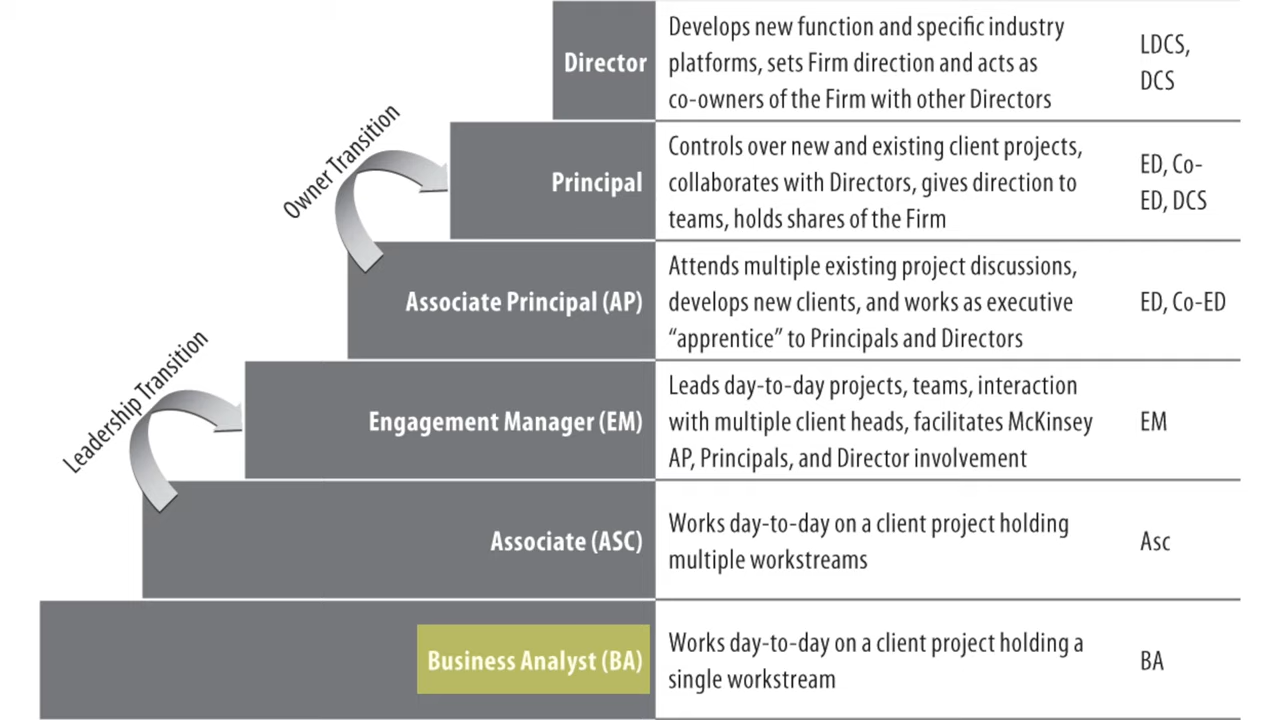 Director
Develops new function and specific industry
platforms, sets Firm direction and acts as
co-owners of the Firm with other Directors
LDCS,
DCS
Owner Transition
Principal
Controls over new and existing client projects,
collaborates with Directors, gives direction to
teams, holds shares of the Firm
ED, Co-
ED, DCS
Associate Principal (AP)
Attends multiple existing project discussions,
develops new clients, and works as executive
“apprentice” to Principals and Directors
ED, Co-ED
Leadership Transition
Engagement Manager (EM)
Leads day-to-day projects, teams, interaction
with multiple client heads, facilitates McKinsey
AP, Principals, and Director involvement
EM
Associate (ASC)
Works day-to-day on a client project holding
multiple workstreams
Asc
Business Analyst (BA)
Works day-to-day on a client project holding a
single workstream
BA